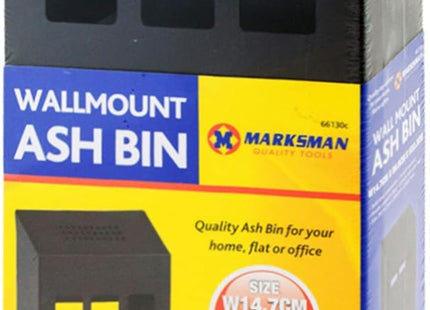 WALLMOUNT
ASH BIN
66130c
MARKSMAN
QUALITY TOOLS
Quality Ash Bin for your
home, flat or office
SIZE
W14.7CM
WALL MOUNT
ASH BIN